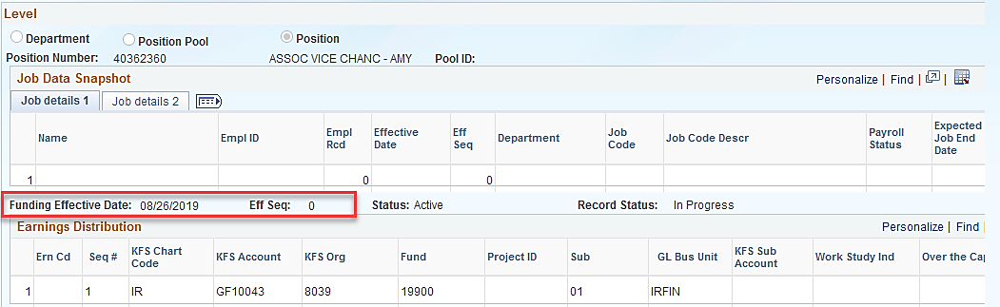 Level
Department Position Pool Position
Position Number: 40362360 ASSOC VICE CHANC - AMY Pool ID:
Job Data Snapshot Personalize | Find | |
Job details 1 Job details 2
Name Empl ID Empl Rcd Effective Date Eff Seq Department Job Code Job Code Descr Payroll Status Expected Job End Date
1 0 0
Funding Effective Date: 08/26/2019 Eff Seq: 0 Status: Active Record Status: In Progress
Earnings Distribution Personalize | Find |
Ern Cd Seq # KFS Chart Code KFS Account KFS Org Fund Project ID Sub GL Bus Unit KFS Sub Account Work Study Ind Over the Cap
1 1 IR GF10043 8039 19900 01 IRFIN